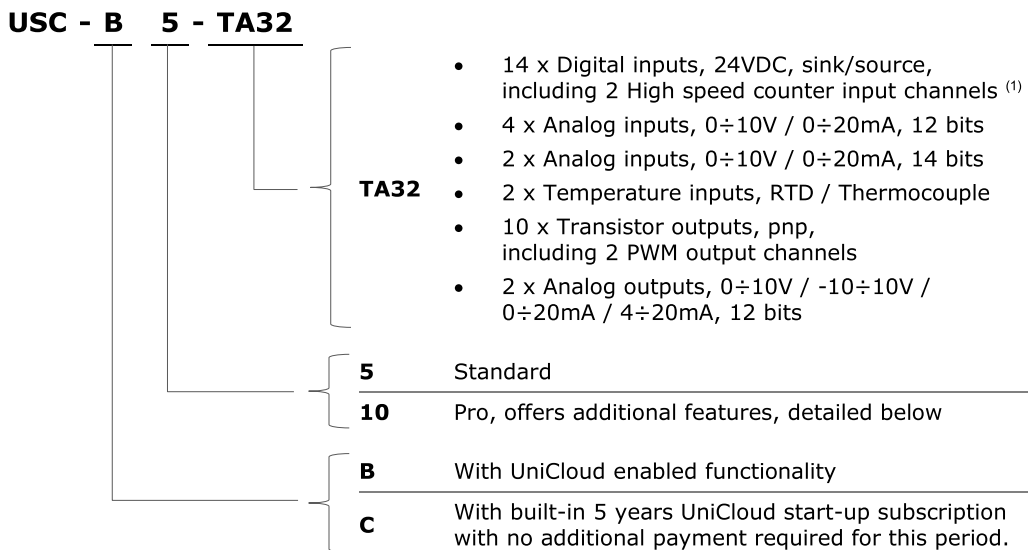 USC - B 5 - TA32
• 14 x Digital inputs, 24VDC, sink/source,
including 2 High speed counter input channels (1)
• 4 x Analog inputs, 0÷10V / 0÷20mA, 12 bits
• 2 x Analog inputs, 0÷10V / 0÷20mA, 14 bits
TA32 • 2 x Temperature inputs, RTD / Thermocouple
• 10 x Transistor outputs, pnp,
including 2 PWM output channels
• 2 x Analog outputs, 0÷10V / -10÷10V /
0÷20mA / 4÷20mA, 12 bits
5 Standard
10 Pro, offers additional features, detailed below
B With UniCloud enabled functionality
C With built-in 5 years UniCloud start-up subscription
with no additional payment required for this period.